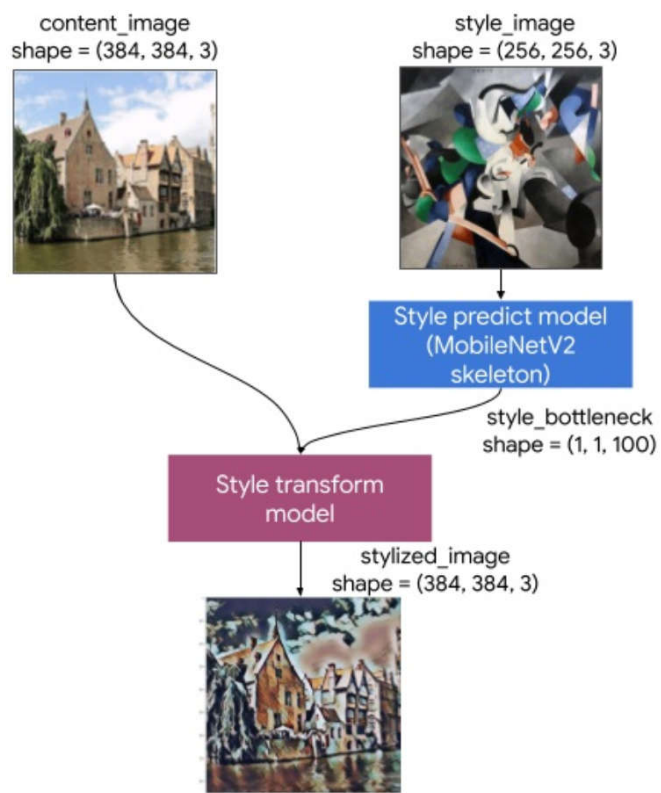 content_image
shape = (384, 384, 3)
style_image
shape = (256, 256, 3)
Style predict model
(MobileNetV2
skeleton)
style_bottleneck
shape = (1, 1, 100)
Style transform
model
stylized_image
shape = (384, 384, 3)